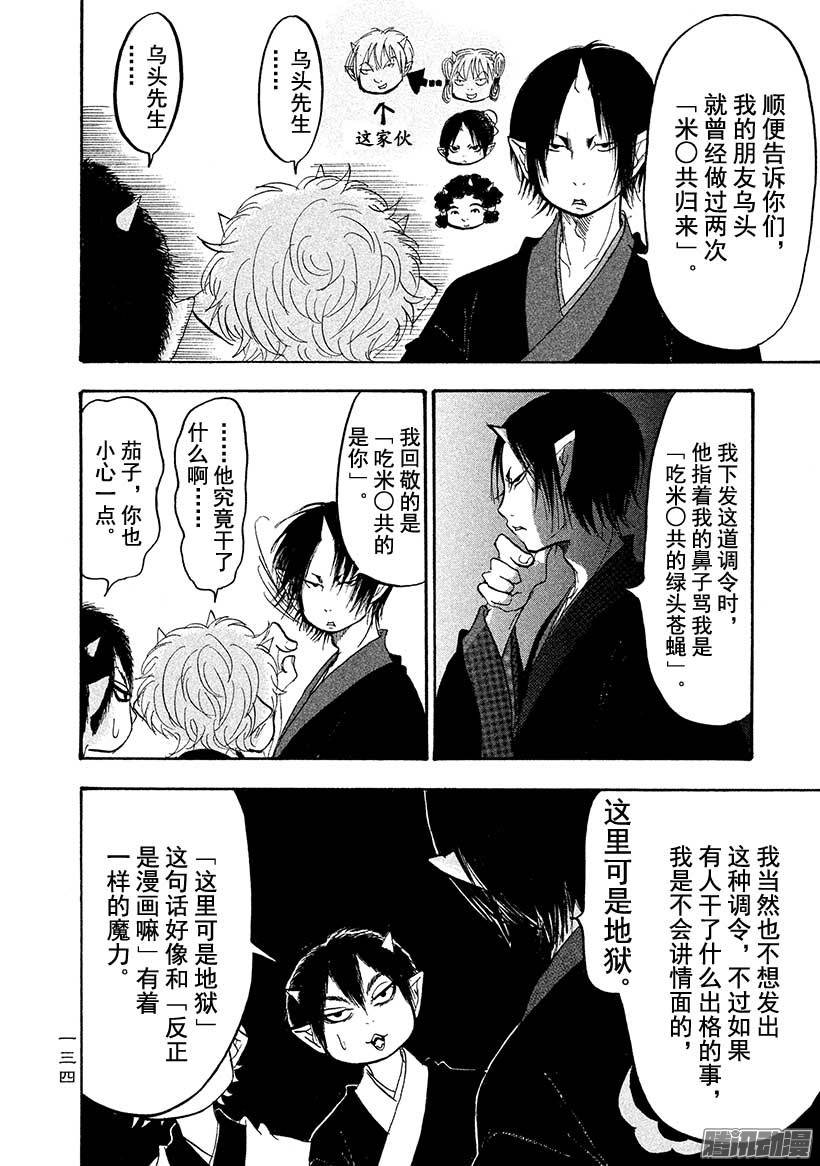 顺便告诉你们，
我的朋友乌头
就曾经做过两次
「米〇共归来」。
这家伙
乌头先生
……
乌头先生
……
我下发这道调令时，
他指着我的鼻子骂我是
「吃米〇共的绿头苍蝇」。
我回敬的是
「吃米〇共的
是你」。
……他究竟干了
什么啊……
茄子，你也
小心一点。
我当然也不想发出
这种调令，不过如果
有人干了什么出格的事，
我是不会讲情面的，
这里可是地狱。
「这里可是地狱」
这句话好像和「反正
是漫画嘛」有着
一样的魔力。
一三四
腾讯动漫